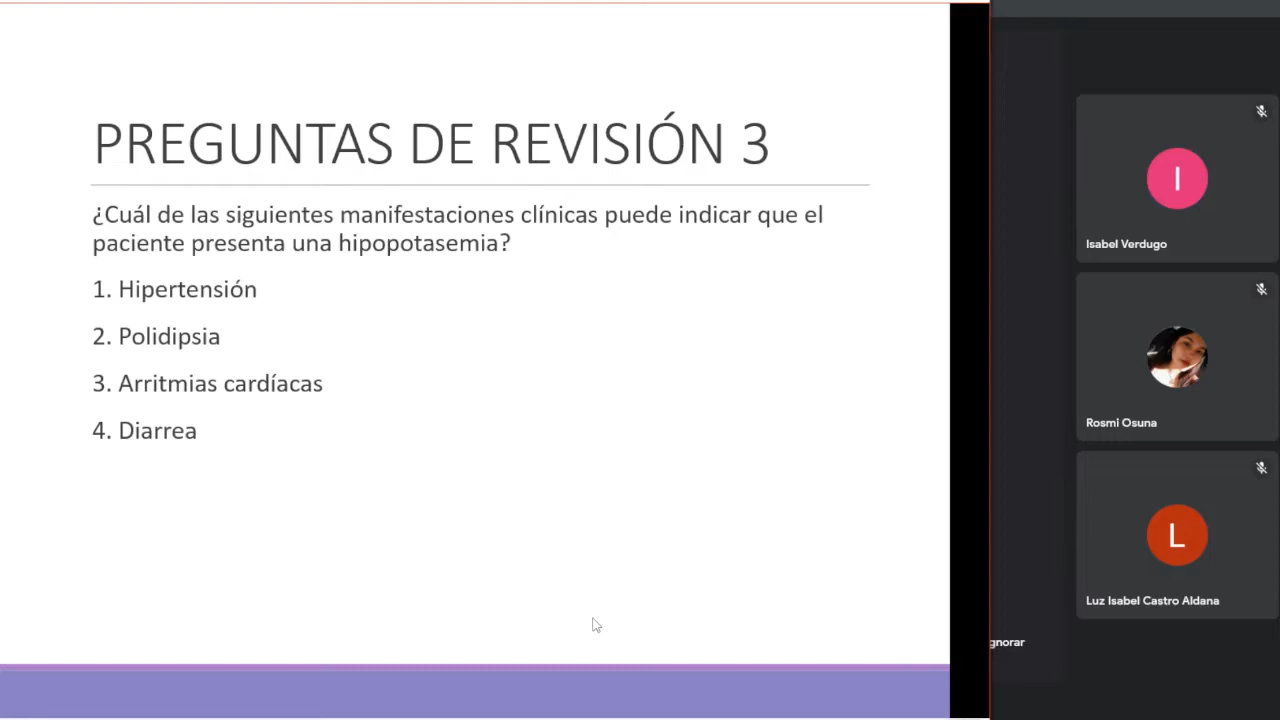 PREGUNTAS DE REVISIÓN 3
¿Cuál de las siguientes manifestaciones clínicas puede indicar que el
paciente presenta una hipopotasemia?
1. Hipertensión
2. Polidipsia
3. Arritmias cardíacas
4. Diarrea
I
Isabel Verdugo
Rosmi Osuna
L
Luz Isabel Castro Aldana
gnorar